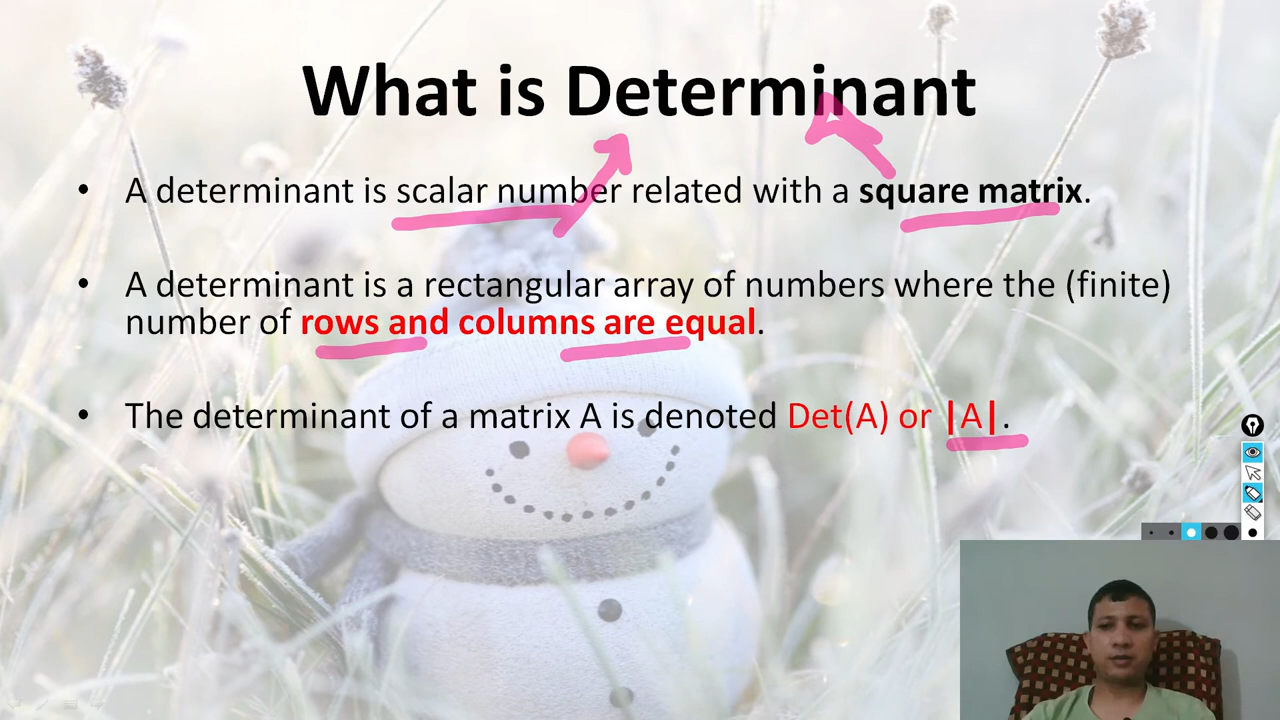 What is Determinant
• A determinant is scalar number related with a square matrix.
• A determinant is a rectangular array of numbers where the (finite)
number of rows and columns are equal.
• The determinant of a matrix A is denoted Det(A) or |A|.